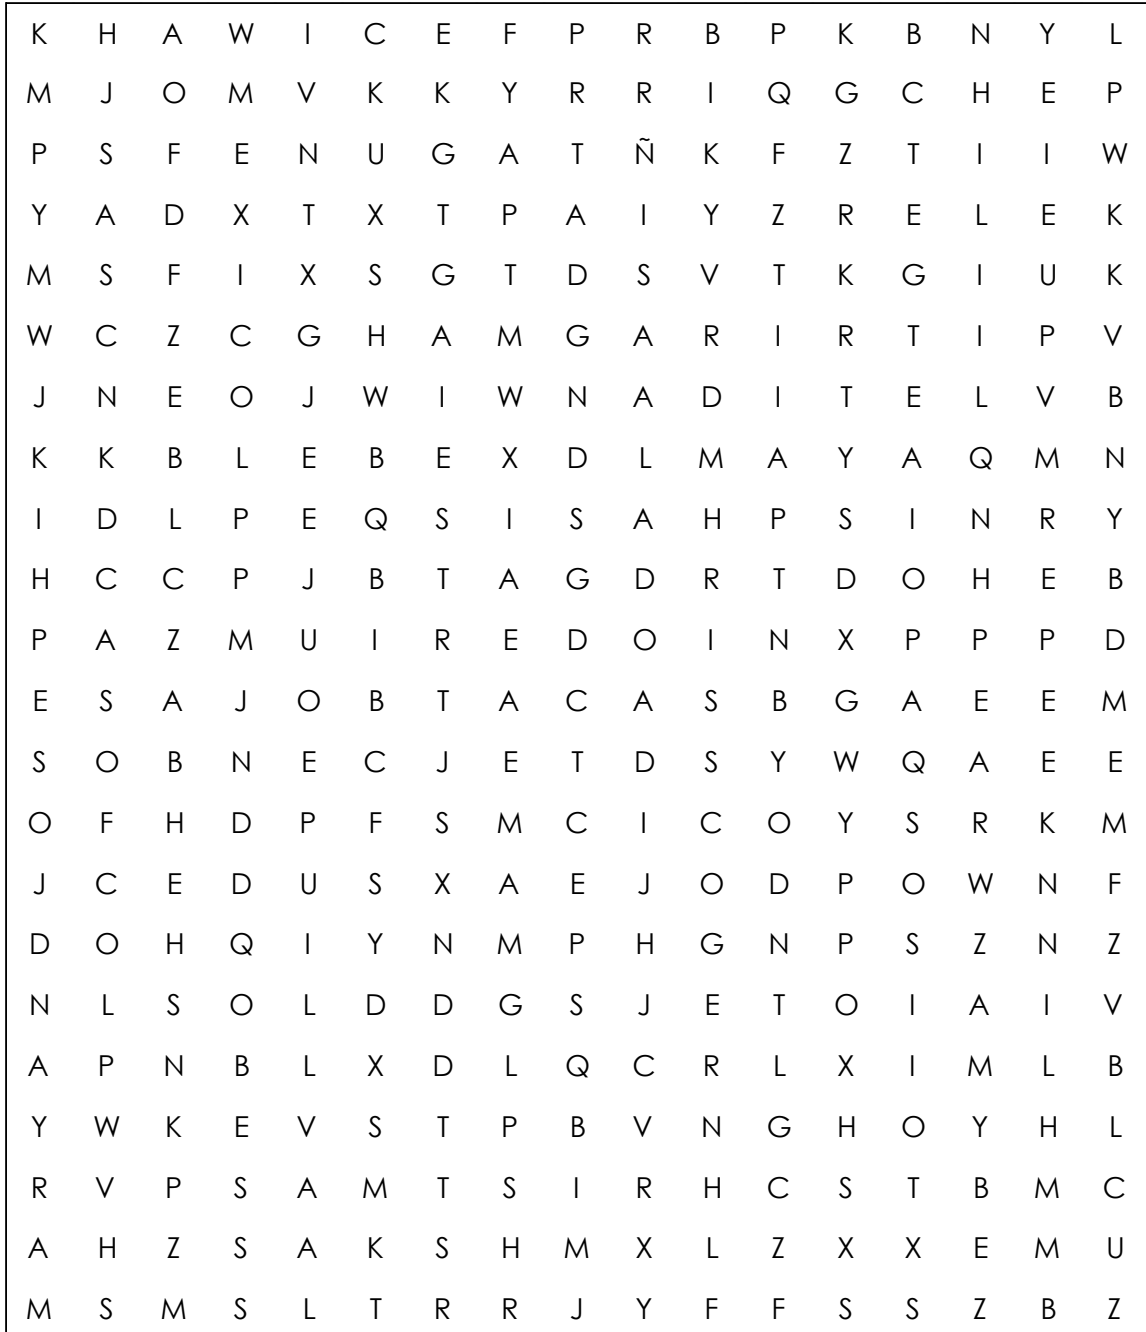 K H A W I C E F P R B P K B N Y L
M J O M V K K Y R R I Q G C H E P
P S F E N U G A T Ñ K F Z T I I W
Y A D X T X T P A I Y Z R E L E K
M S F I X S G T D S V T K G I U K
W C Z C G H A M G A R I R T I P V
J N E O J W I W N A D I T E L V B
K K B L E B E X D L M A Y A Q M N
I D L P E Q S I S A H P S I N R Y
H C C P J B T A G D R T D O H E B
P A Z M U I R E D O I N X P P P D
E S A J O B T A C A S B G A E E M
S O B N E C J E T D S Y W Q A E E
O F H D P F S M C I C O Y S R K M
J C E D U S X A E J O D P O W N F
D O H Q I Y N M P H G N P S Z N Z
N L S O L D D G S J E T O I A I V
A P N B L X D L Q C R L X I M L B
Y W K E V S T P B V N G H O Y H L
R V P S A M T S I R H C S T B M C
A H Z S A K S H M X L Z X X E M U
M S M S L T R R J Y F F S S Z B Z